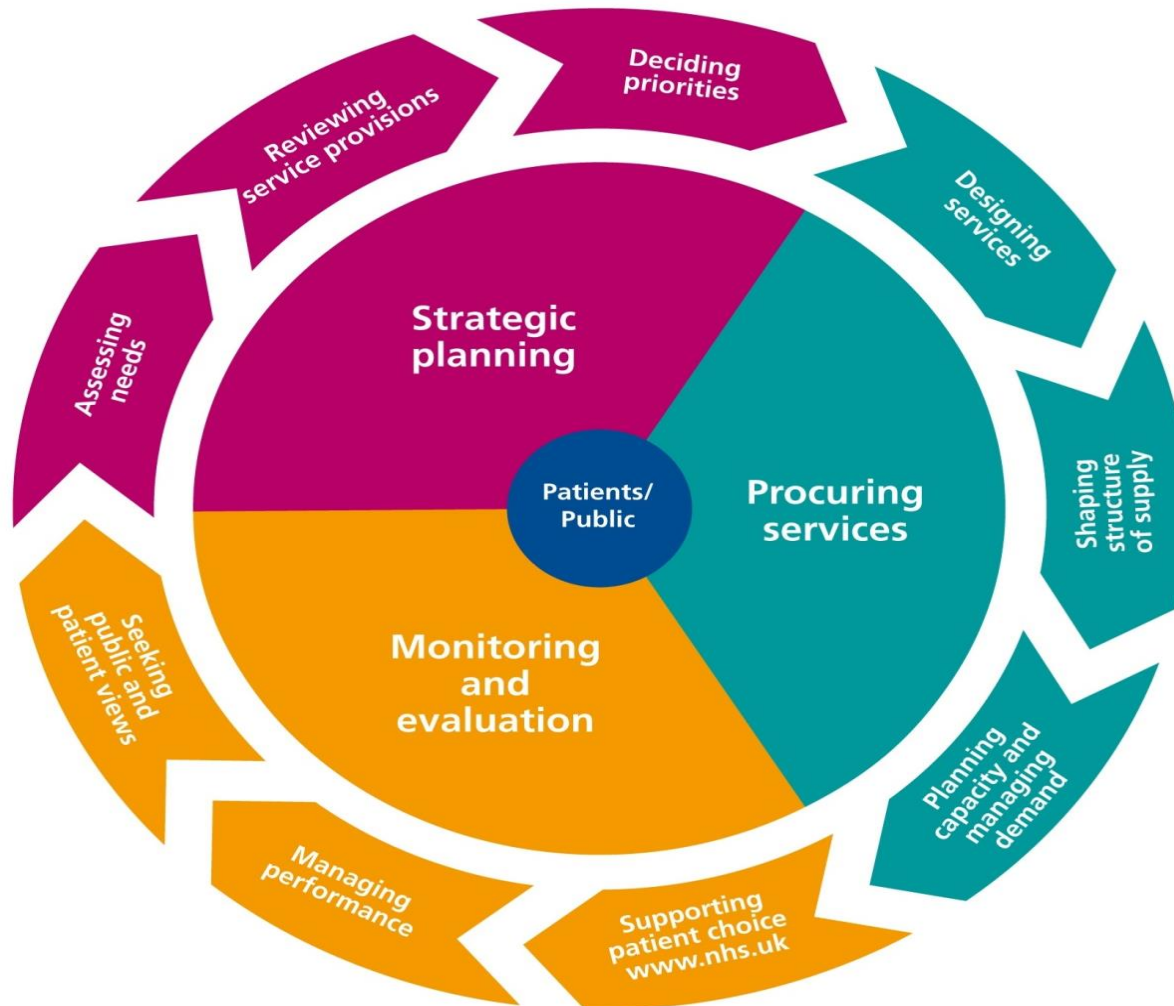 Deciding
priorities
Designing
services
Shaping
structure
of supply
Planning
capacity and
managing
demand
Supporting
patient choice
www.nhs.uk
Managing
performance
Seeking
public and
patient views
Assessing
needs
Reviewing
service provisions
Strategic
planning
Procuring
services
Monitoring
and
evaluation
Patients/
Public